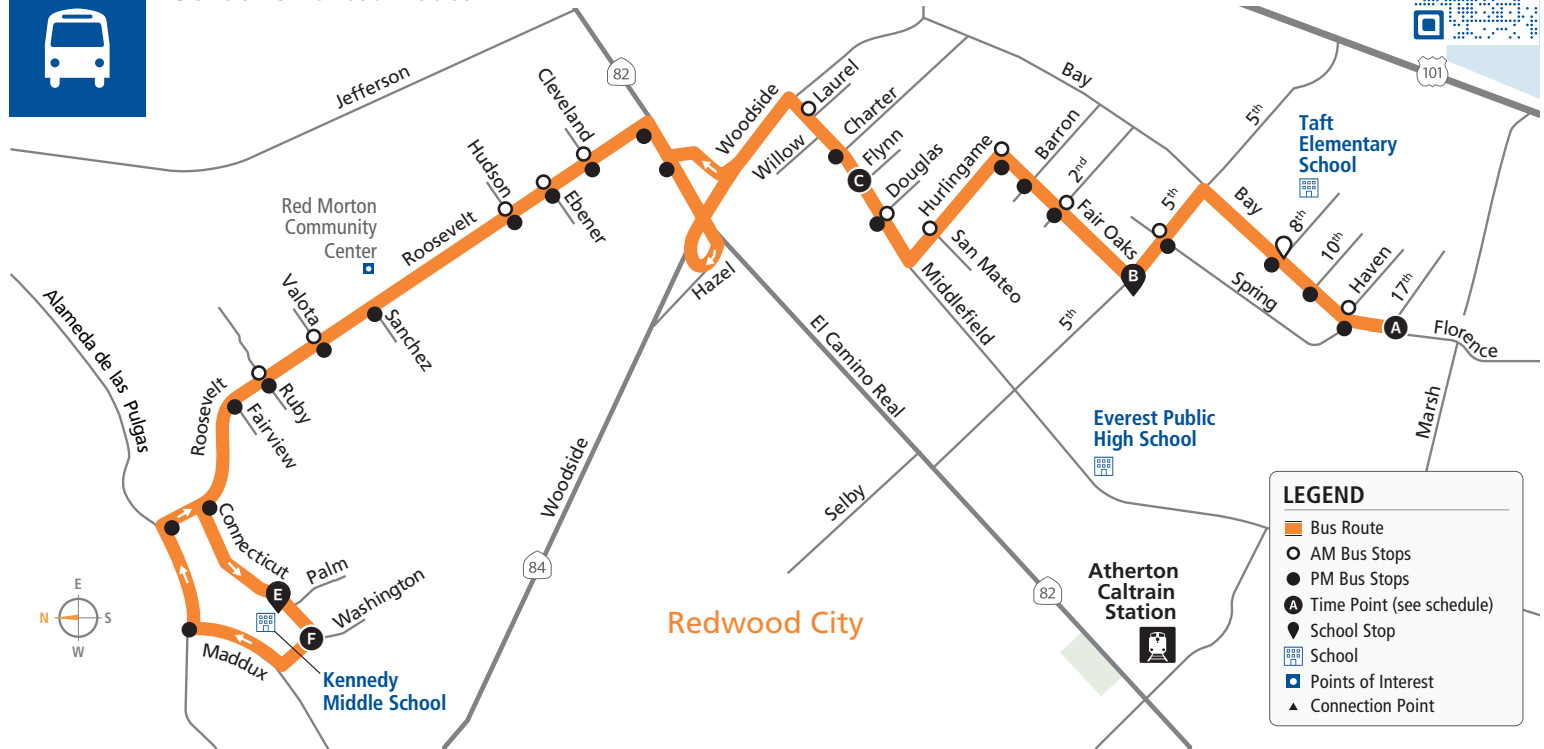 82
101
Jefferson
Cleveland
Hudson
Ebener
Red Morton
Community
Center
Roosevelt
Valota
Sanchez
Ruby
Fairview
Roosevelt
Alameda de las Pulgas
Connecticut
Palm
Washington
E
F
Maddux
Kennedy
Middle School
E
N
S
W
Woodside
Laurel
Willow
Charter
C
Flynn
Douglas
Hurlingame
San Mateo
Middlefield
Hazel
El Camino Real
Woodside
84
Bay
Barron
2nd
Fair Oaks
B
5th
5th
5th
Bay
Taft
Elementary
School
8th
10th
Haven
17th
A
Spring
Florence
Marsh
Everest Public
High School
Selby
Redwood City
Atherton
Caltrain
Station
82
LEGEND
Bus Route
AM Bus Stops
PM Bus Stops
A Time Point (see schedule)
School Stop
School
Points of Interest
Connection Point